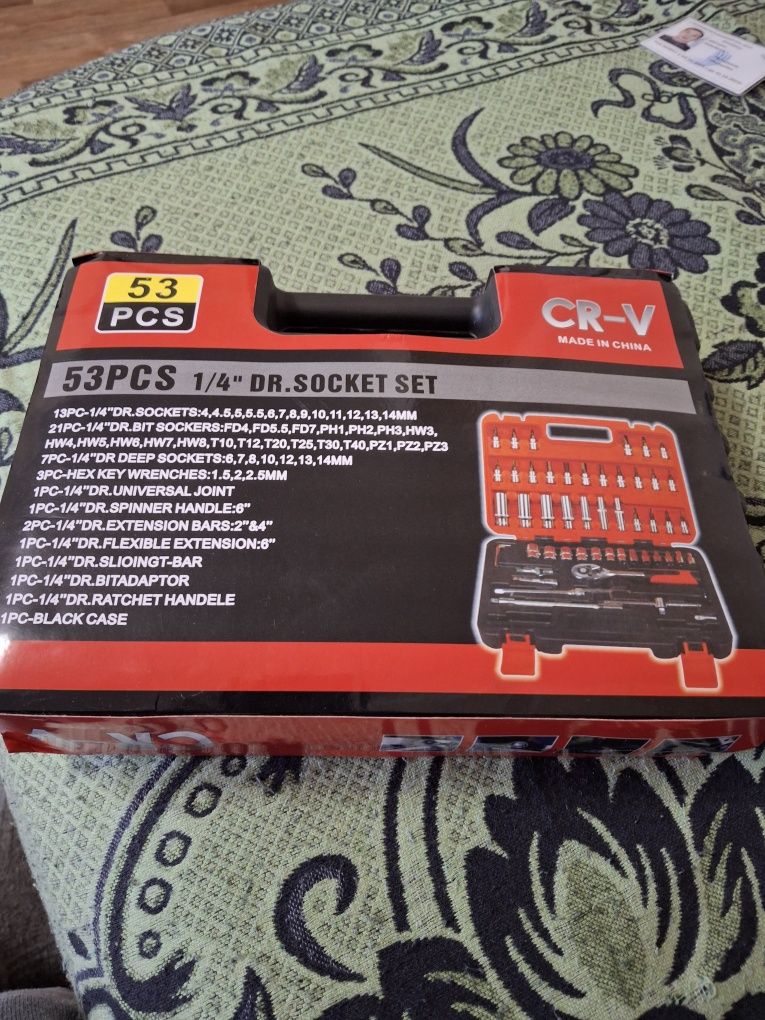 53
PCS
CR-V
MADE IN CHINA
53PCS 1/4" DR.SOCKET SET
13PC-1/4"DR.SOCKETS:4,4.5,5,5.5,6,7,8,9,10,11,12,13,14MM
21PC-1/4"DR.BIT SOCKERS:FD4,FD5.5,FD7,PH1,PH2,PH3,HW3,
HW4,HW5,HW6,HW7,HW8,T10,T12,T20,T25,T30,T40,PZ1,PZ2,PZ3
7PC-1/4"DR DEEP SOCKETS:6,7,8,10,12,13,14MM
3PC-HEX KEY WRENCHES:1.5,2,2.5MM
1PC-1/4"DR.UNIVERSAL JOINT
1PC-1/4"DR.SPINNER HANDLE:6"
2PC-1/4"DR.EXTENSION BARS:2"&4"
1PC-1/4"DR.FLEXIBLE EXTENSION:6"
1PC-1/4"DR.SLIOINGT-BAR
1PC-1/4"DR.BITADAPTOR
1PC-1/4"DR.RATCHET HANDELE
1PC-BLACK CASE